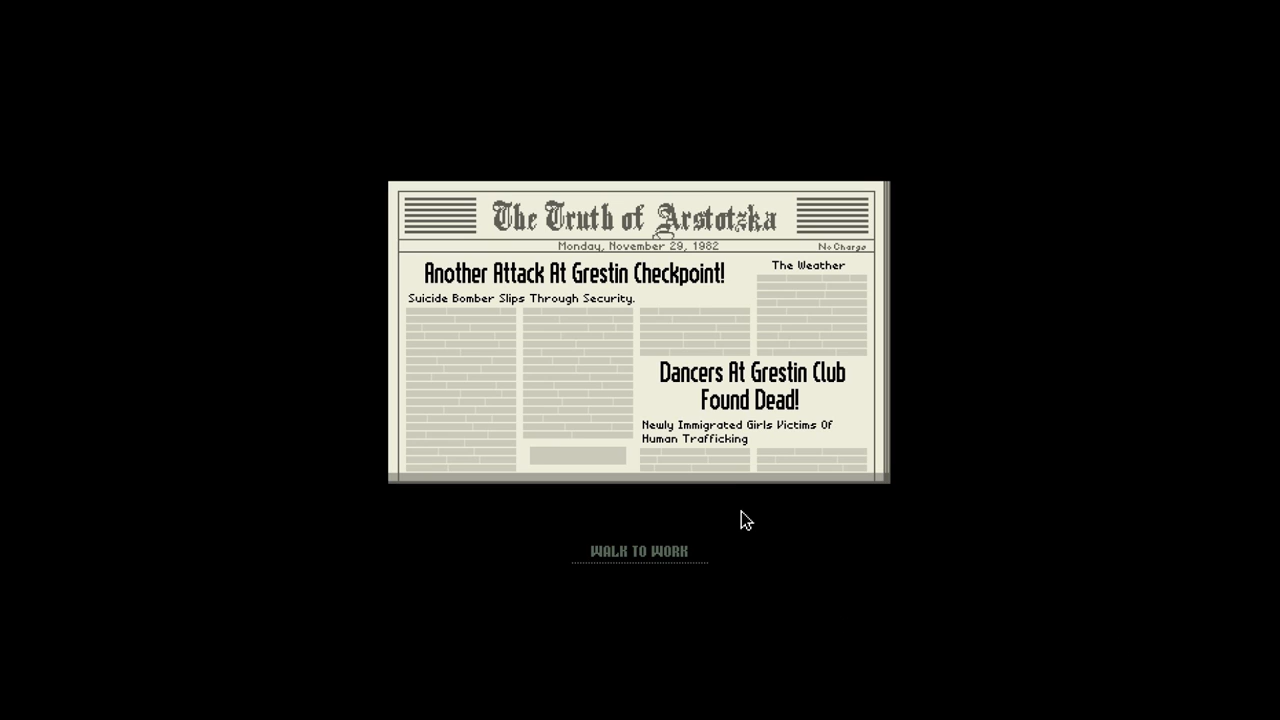 The Truth of Arstotzka
Monday, November 29, 1982
No Charge
Another Attack At Grestin Checkpoint!
Suicide Bomber Slips Through Security.
The Weather
Dancers At Grestin Club
Found Dead!
Newly Immigrated Girls Victims Of
Human Trafficking
WALK TO WORK